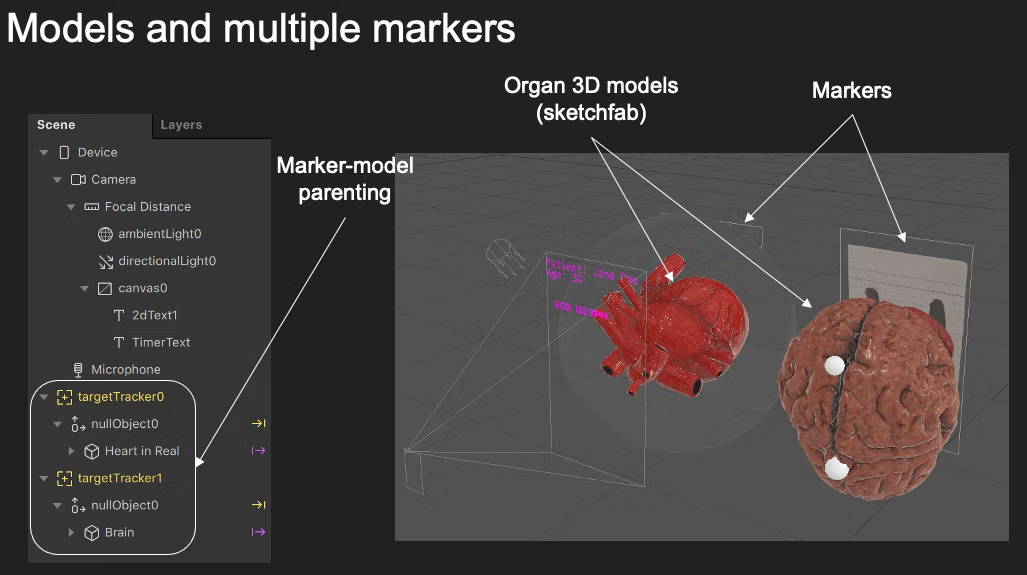 Models and multiple markers
Organ 3D models
(sketchfab)
Markers
Marker-model
parenting
Scene
Layers
Device
Camera
Focal Distance
ambientLight0
directionalLight0
canvas0
2dText1
TimerText
Microphone
targetTracker0
nullObject0
Heart in Real
targetTracker1
nullObject0
Brain
Patient: Jane Doe
Age: 30
ECG: 120 BPM